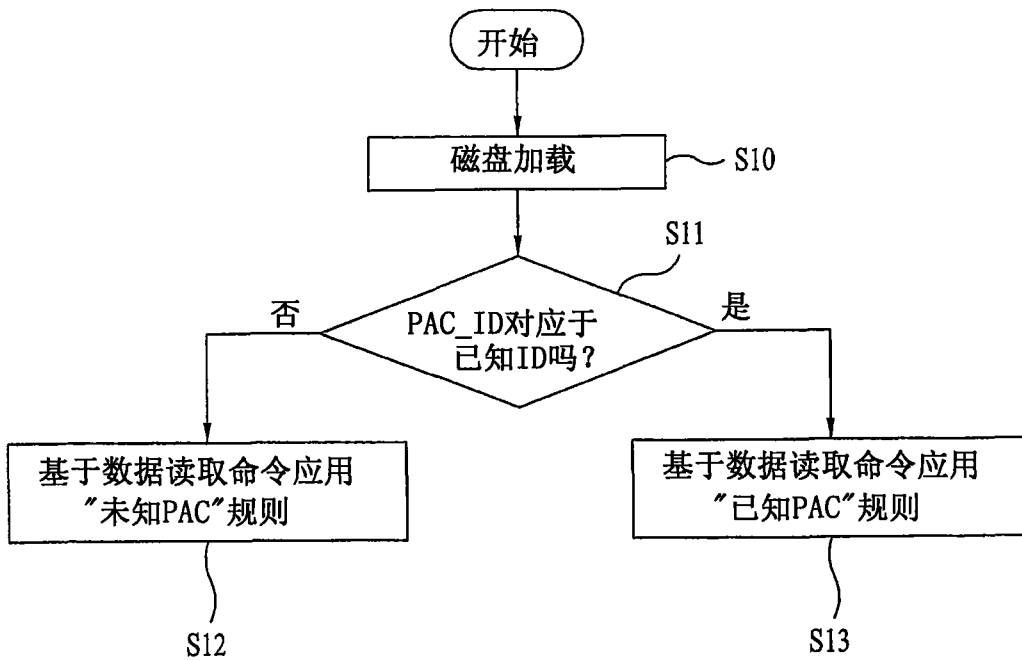 开始
磁盘加载
S10
S11
否
PAC_ID对应于
已知ID吗？
是
基于数据读取命令应用
"未知PAC"规则
基于数据读取命令应用
"已知PAC"规则
S12
S13